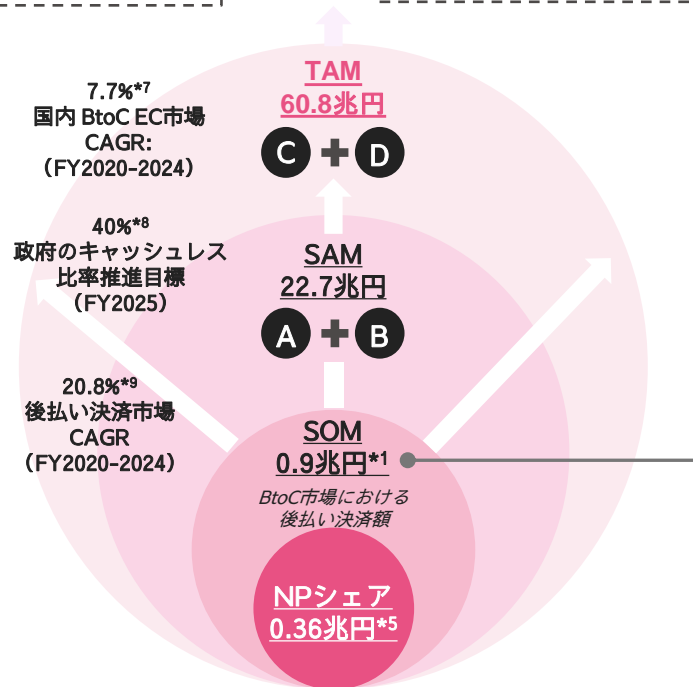 TAM
60.8兆円
C + D
7.7%*7
国内 BtoC EC市場
CAGR:
（FY2020-2024）
SAM
22.7兆円
A + B
40%*8
政府のキャッシュレス
比率推進目標
（FY2025）
20.8%*9
後払い決済市場
CAGR
（FY2020-2024）
SOM
0.9兆円*1
BtoC市場における
後払い決済額
NPシェア
0.36兆円*5